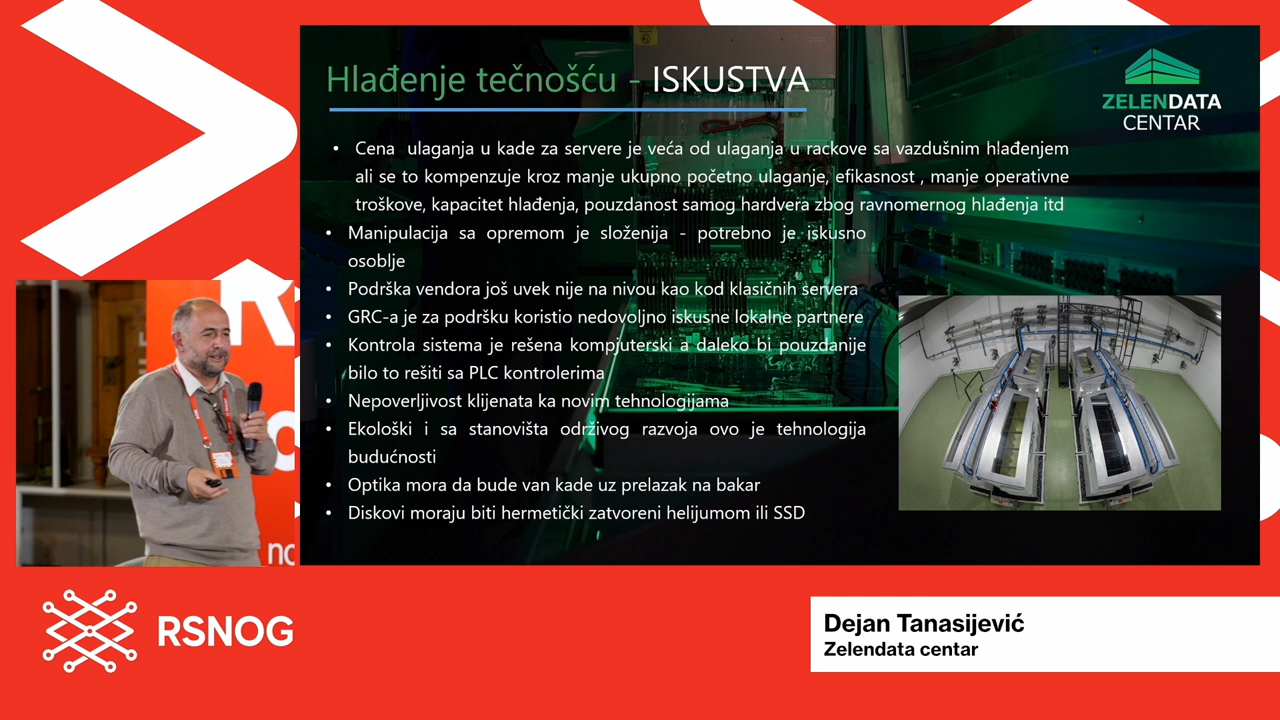 Hlađenje tečnošću - ISKUSTVA
ZELENDATA
CENTAR
• Cena ulaganja u kade za servere je veća od ulaganja u rackove sa vazdušnim hlađenjem
ali se to kompenzuje kroz manje ukupno početno ulaganje, efikasnost , manje operativne
troškove, kapacitet hlađenja, pouzdanost samog hardvera zbog ravnomernog hlađenja itd
• Manipulacija sa opremom je složenija - potrebno je iskusno
osoblje
• Podrška vendora još uvek nije na nivou kao kod klasičnih servera
• GRC-a je za podršku koristio nedovoljno iskusne lokalne partnere
• Kontrola sistema je rešena kompjuterski a daleko bi pouzdanije
bilo to rešiti sa PLC kontrolerima
• Nepoverljivost klijenata ka novim tehnologijama
• Ekološki i sa stanovišta održivog razvoja ovo je tehnologija
budućnosti
• Optika mora da bude van kade uz prelazak na bakar
• Diskovi moraju biti hermetički zatvoreni helijumom ili SSD
RSNOG
Dejan Tanasijević
Zelendata centar